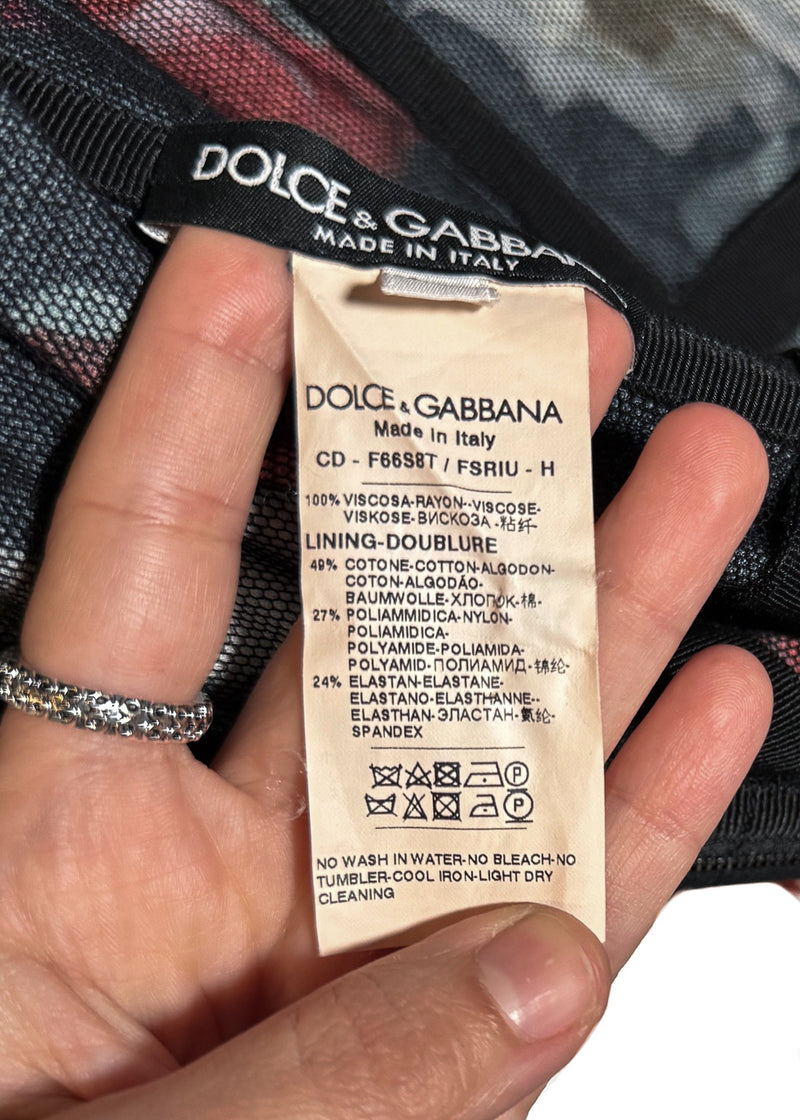 DOLCE & GABBANA
MADE IN ITALY
DOLCE & GABBANA
Made in Italy
CD - F66S8T / FSRIU - H
100% VISCOSA-RAYON--VISCOSE-
VISKOSE-ВИСКОЗА -粘纤-
LINING-DOUBLURE
49% COTONE-COTTON-ALGODON-
COTON-ALGODÃO-
BAUMWOLLE-ХЛОПОК-棉-
27% POLIAMMIDICA-NYLON-
POLIAMIDICA-
POLYAMIDE-POLIAMIDA-
POLYAMID-ПОЛИАМИД-锦纶-
24% ELASTAN-ELASTANE-
ELASTANO-ELASTHANNE--
ELASTHAN-ЭЛАСТАН-氨纶-
SPANDEX
P
P
NO WASH IN WATER-NO BLEACH-NO
TUMBLER-COOL IRON-LIGHT DRY
CLEANING